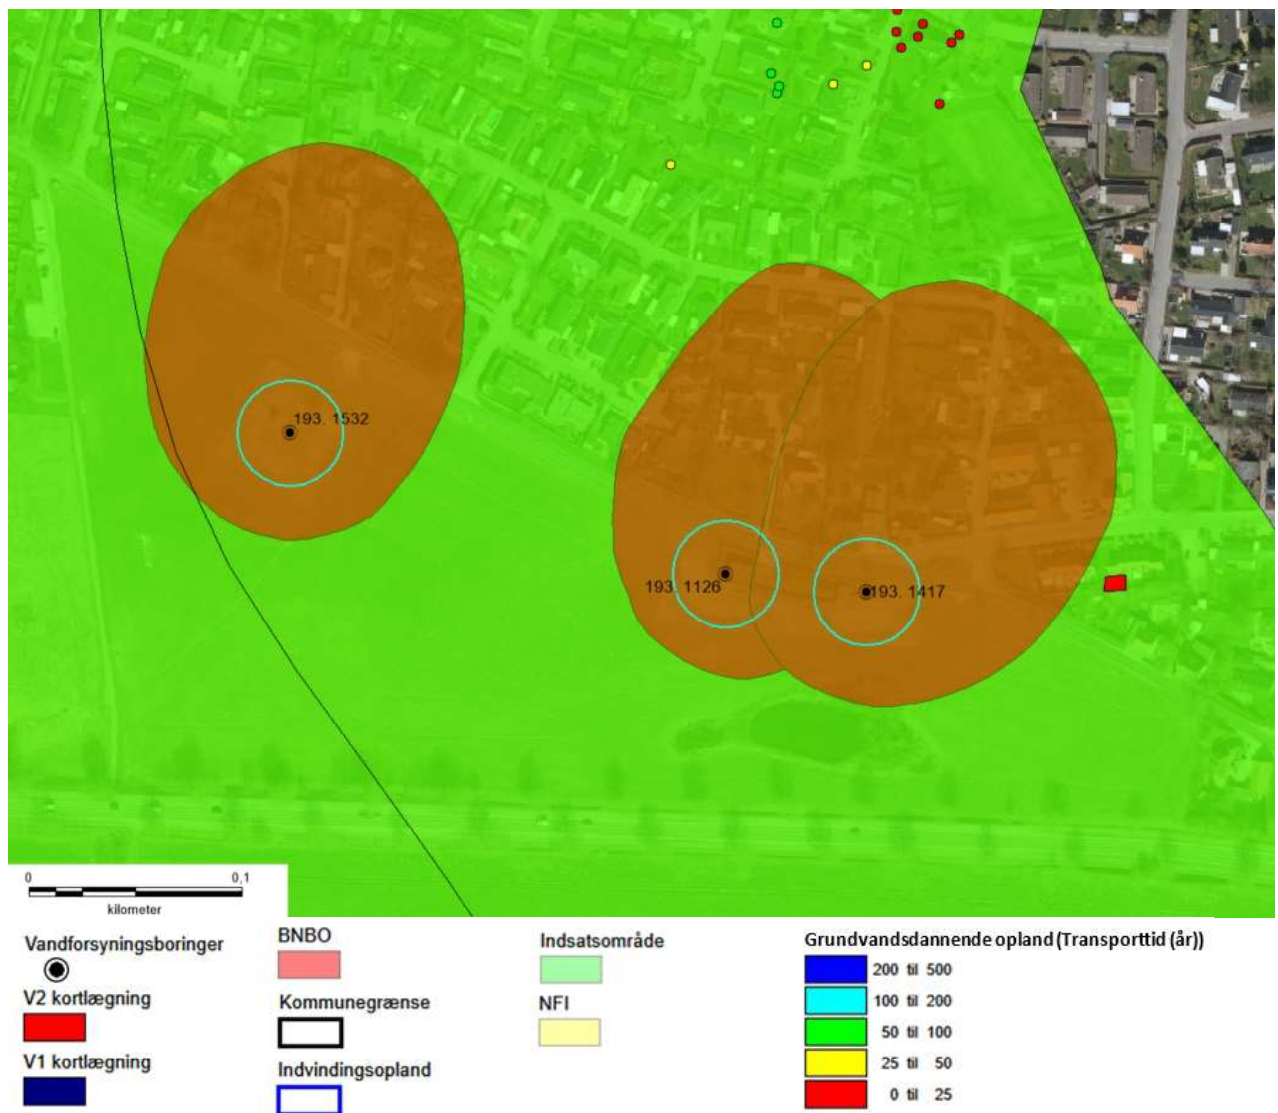 193. 1532
193. 1126
193. 1417
0 0,1
kilometer
Vandforsyningsboringer
V2 kortlægning
V1 kortlægning
BNBO
Kommunegrænse
Indvindingsopland
Indsatsområde
NFI
Grundvandsdannende opland (Transporttid (år))
200 til 500
100 til 200
50 til 100
25 til 50
0 til 25